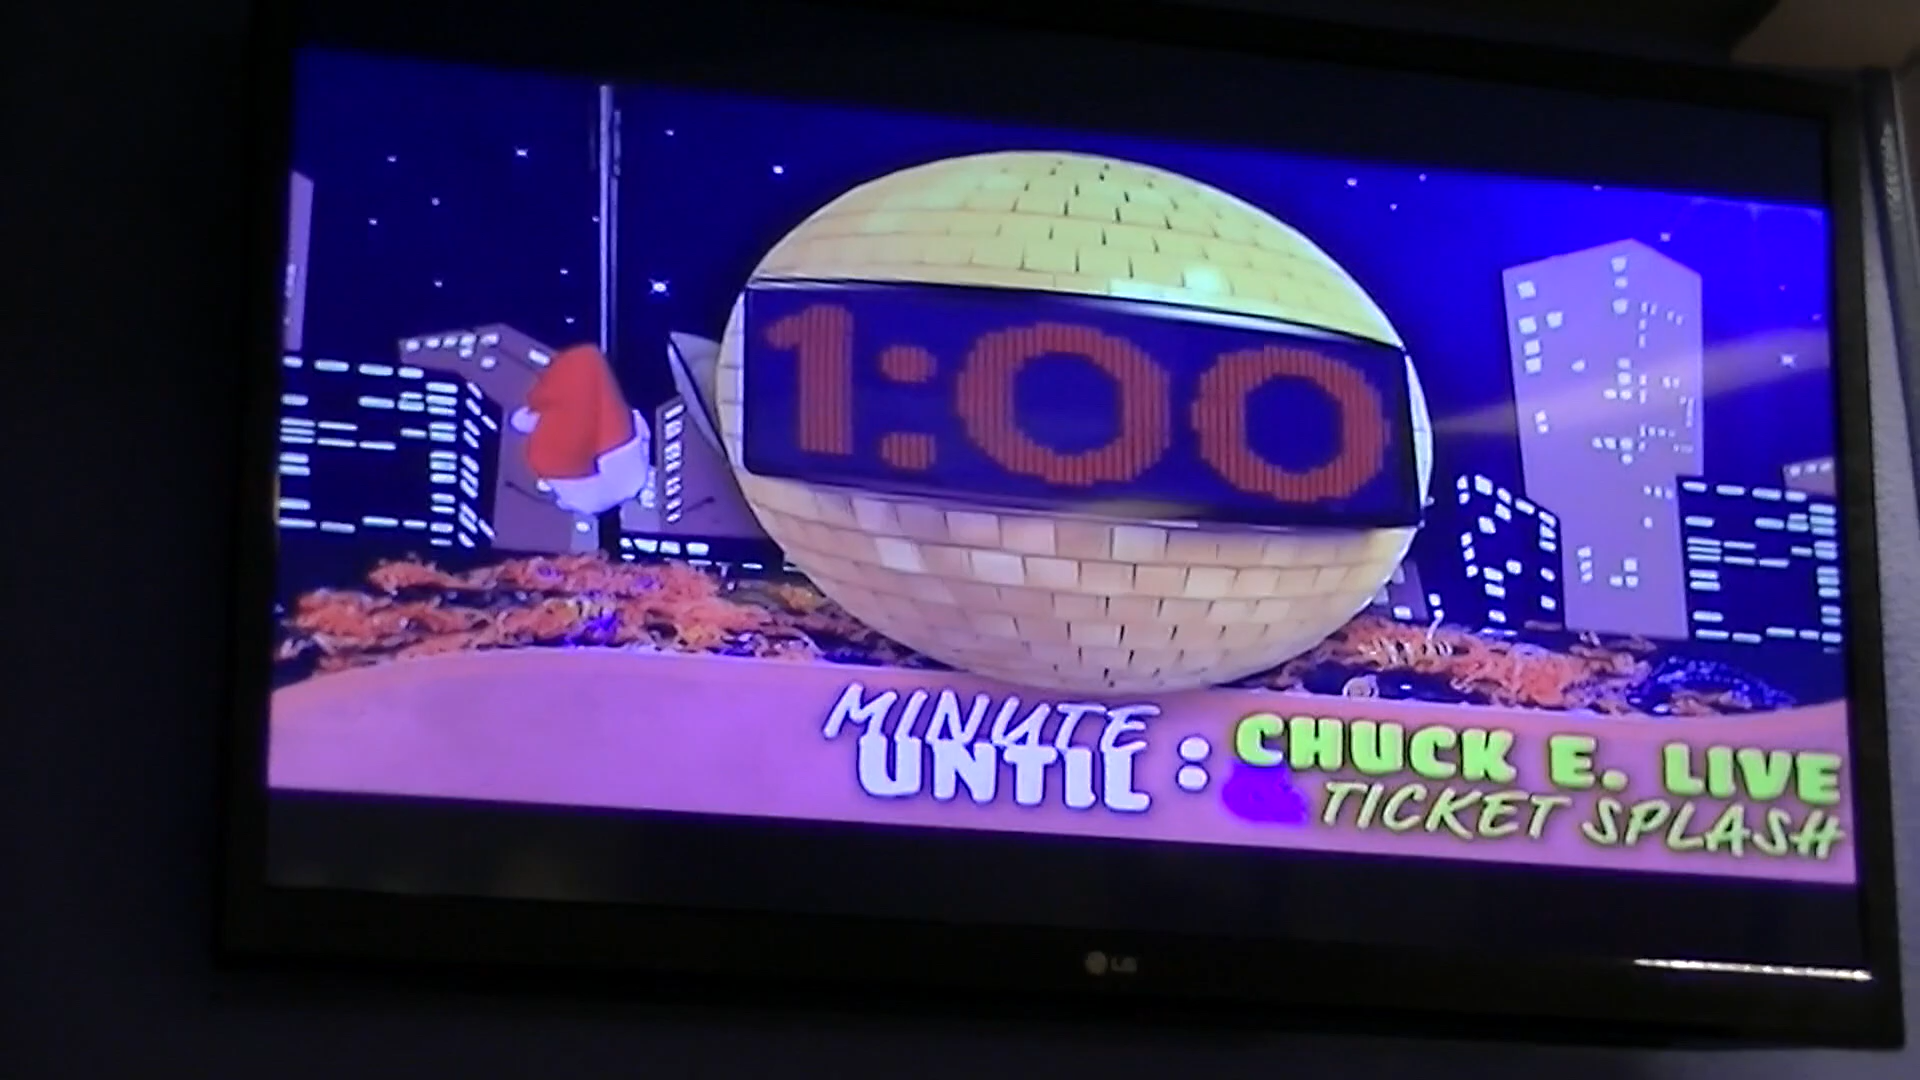 1:00
MINUTE
UNTIL :
CHUCK E. LIVE
TICKET SPLASH
LG